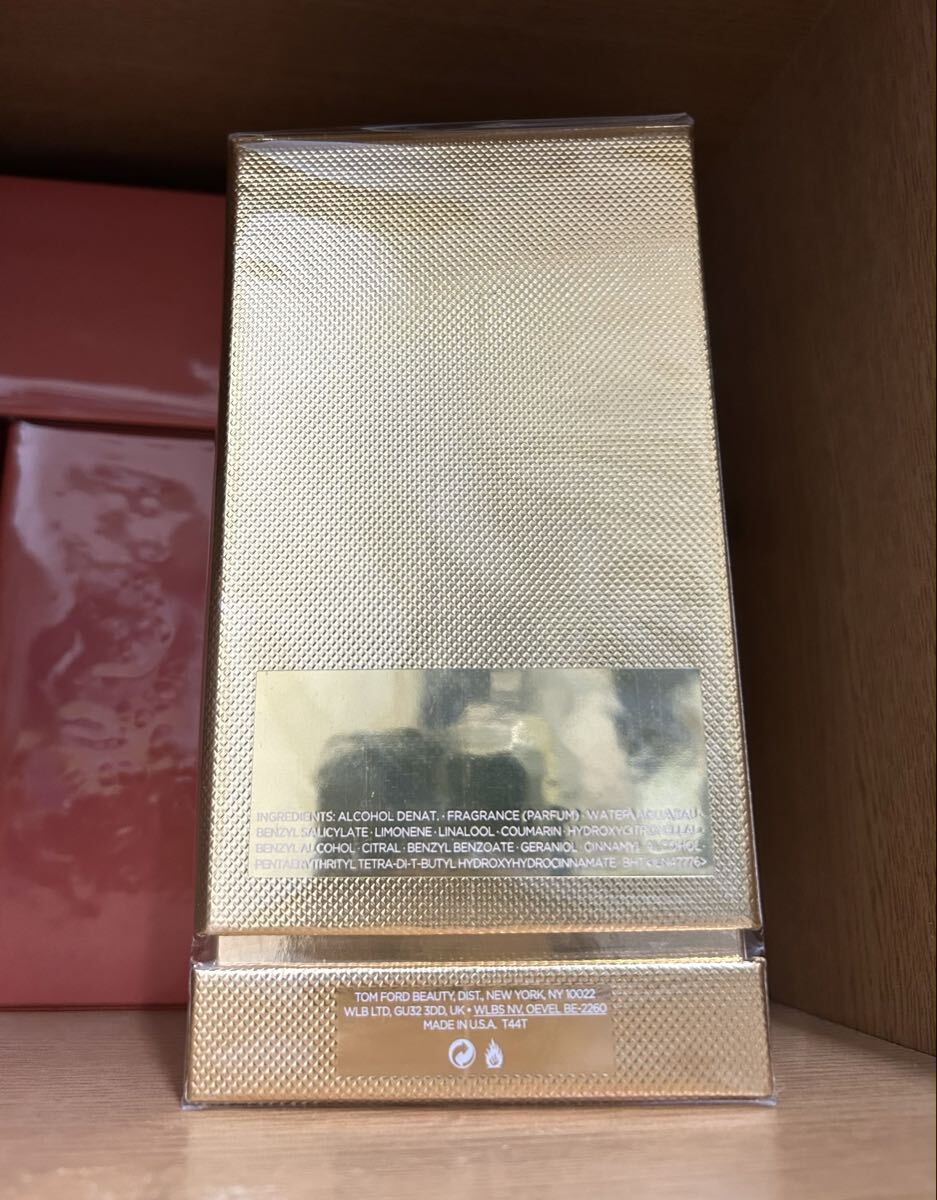 INGREDIENTS: ALCOHOL DENAT. · FRAGRANCE (PARFUM) · WATER\AQUA\EAU ·
BENZYL SALICYLATE · LIMONENE · LINALOOL · COUMARIN · HYDROXYCITRONELLAL ·
BENZYL ALCOHOL · CITRAL · BENZYL BENZOATE · GERANIOL · CINNAMYL ALCOHOL ·
PENTAERYTHRITYL TETRA-DI-T-BUTYL HYDROXYHYDROCINNAMATE · BHT <ILN47776>
TOM FORD BEAUTY, DIST., NEW YORK, NY 10022
WLB LTD, GU32 3DD, UK • WLBS NV. OEVEL BE-2260
MADE IN U.S.A. T44T